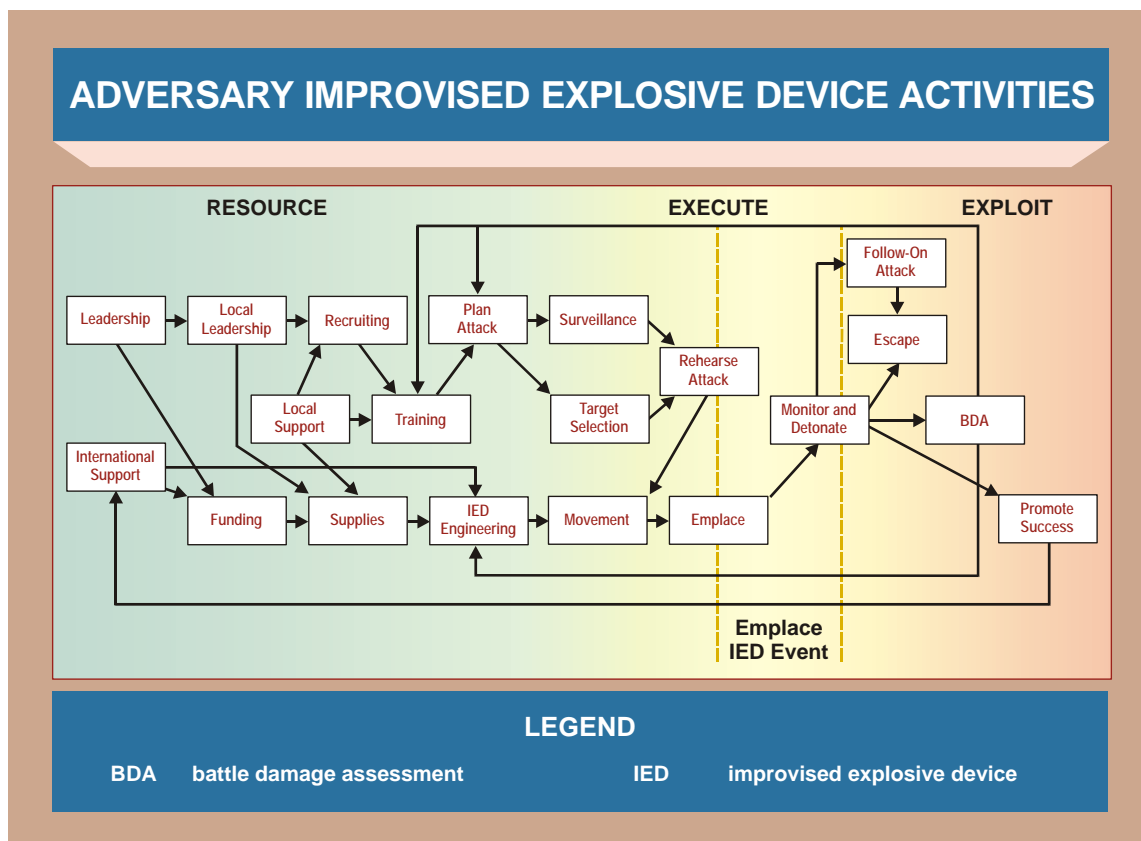 ADVERSARY IMPROVISED EXPLOSIVE DEVICE ACTIVITIES
RESOURCE
EXECUTE
EXPLOIT
Follow-On
Attack
Leadership
Local
Leadership
Recruiting
Plan
Attack
Surveillance
Escape
Rehearse
Attack
Local
Support
Training
Target
Selection
Monitor and
Detonate
BDA
International
Support
Funding
Supplies
IED
Engineering
Movement
Emplace
Promote
Success
Emplace
IED Event
LEGEND
BDA battle damage assessment
IED improvised explosive device